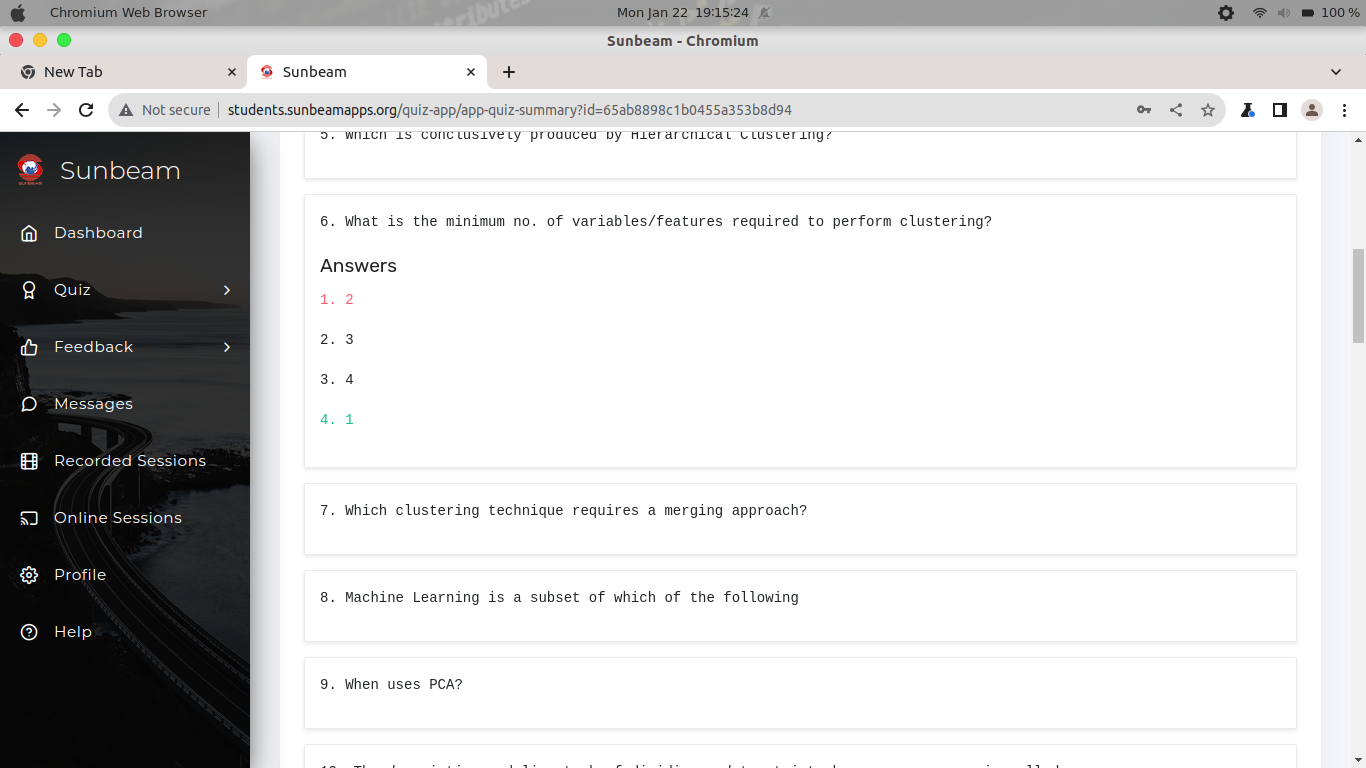 Chromium Web Browser
Mon Jan 22 19:15:24
100 %
Sunbeam - Chromium
New Tab
Sunbeam
Not secure
students.sunbeamapps.org/quiz-app/app-quiz-summary?id=65ab8898c1b0455a353b8d94
Sunbeam
Dashboard
Quiz
Feedback
Messages
Recorded Sessions
Online Sessions
Profile
Help
5. Which is conclusively produced by Hierarchical Clustering?
6. What is the minimum no. of variables/features required to perform clustering?
Answers
1. 2
2. 3
3. 4
4. 1
7. Which clustering technique requires a merging approach?
8. Machine Learning is a subset of which of the following
9. When uses PCA?